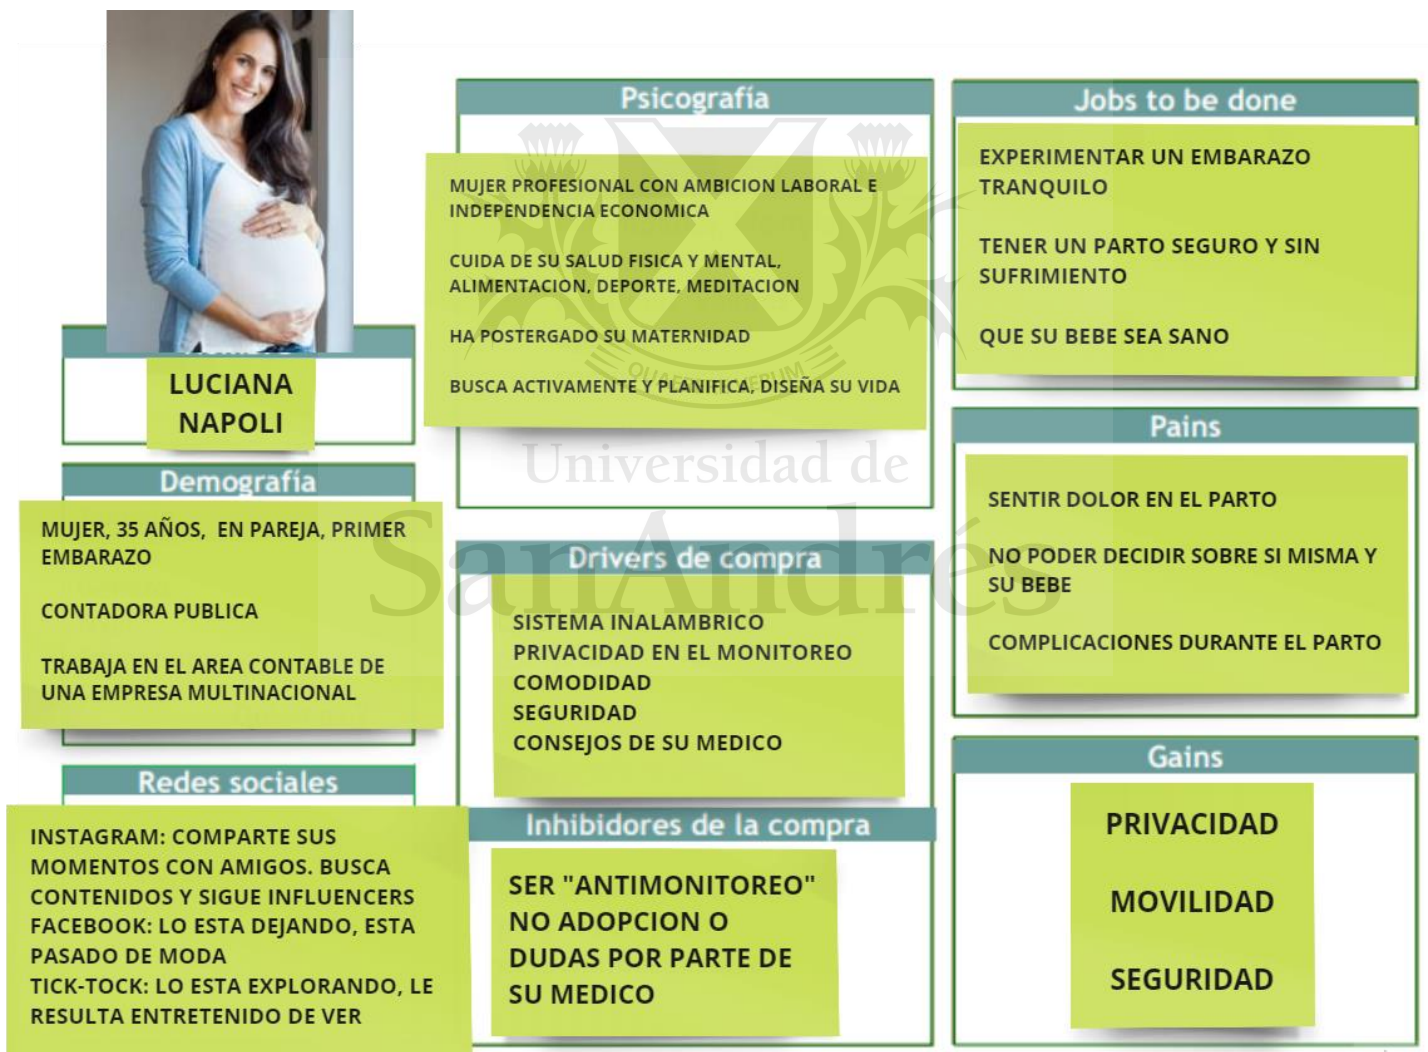 LUCIANA
NAPOLI
Demografía
MUJER, 35 AÑOS, EN PAREJA, PRIMER
EMBARAZO
CONTADORA PUBLICA
TRABAJA EN EL AREA CONTABLE DE
UNA EMPRESA MULTINACIONAL
Redes sociales
INSTAGRAM: COMPARTE SUS
MOMENTOS CON AMIGOS. BUSCA
CONTENIDOS Y SIGUE INFLUENCERS
FACEBOOK: LO ESTA DEJANDO, ESTA
PASADO DE MODA
TICK-TOCK: LO ESTA EXPLORANDO, LE
RESULTA ENTRETENIDO DE VER
Psicografía
MUJER PROFESIONAL CON AMBICION LABORAL E
INDEPENDENCIA ECONOMICA
CUIDA DE SU SALUD FISICA Y MENTAL,
ALIMENTACION, DEPORTE, MEDITACION
HA POSTERGADO SU MATERNIDAD
BUSCA ACTIVAMENTE Y PLANIFICA, DISEÑA SU VIDA
Universidad de
SanAndrés
Drivers de compra
SISTEMA INALAMBRICO
PRIVACIDAD EN EL MONITOREO
COMODIDAD
SEGURIDAD
CONSEJOS DE SU MEDICO
Inhibidores de la compra
SER "ANTIMONITOREO"
NO ADOPCION O
DUDAS POR PARTE DE
SU MEDICO
Jobs to be done
EXPERIMENTAR UN EMBARAZO
TRANQUILO
TENER UN PARTO SEGURO Y SIN
SUFRIMIENTO
QUE SU BEBE SEA SANO
Pains
SENTIR DOLOR EN EL PARTO
NO PODER DECIDIR SOBRE SI MISMA Y
SU BEBE
COMPLICACIONES DURANTE EL PARTO
Gains
PRIVACIDAD
MOVILIDAD
SEGURIDAD